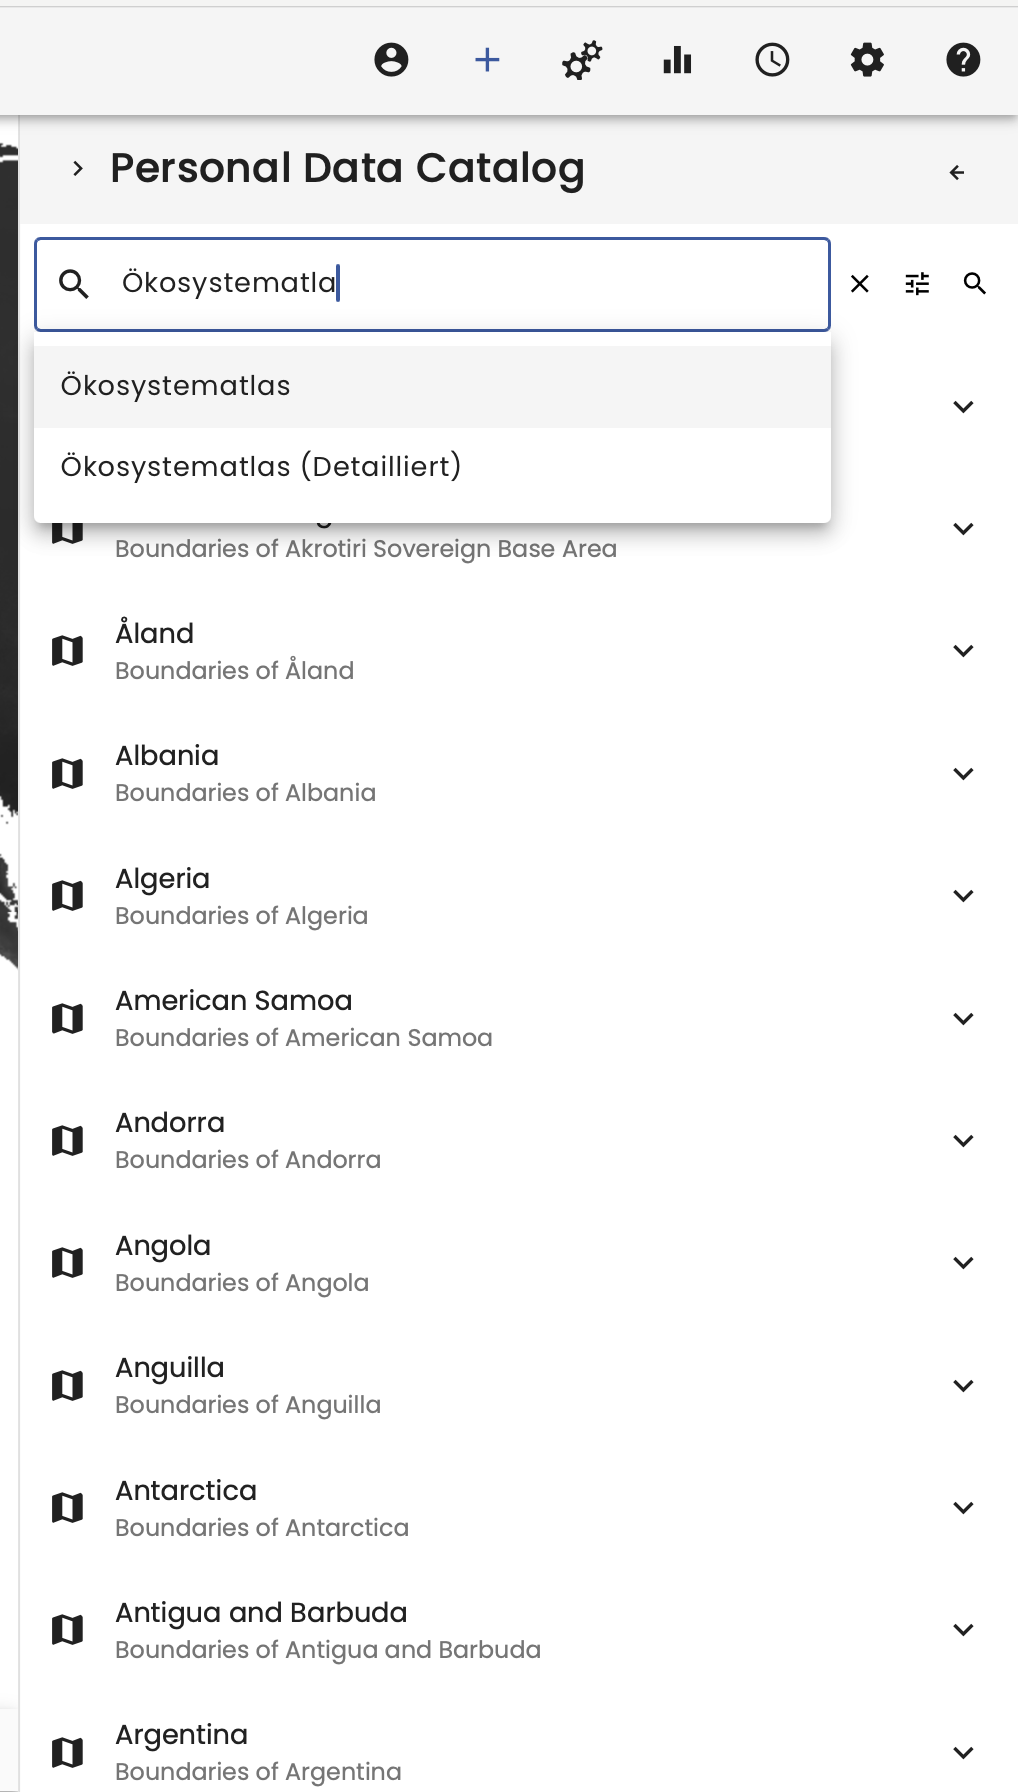 Personal Data Catalog
Ökosystematla
Ökosystematlas
Ökosystematlas (Detailliert)
Boundaries of Akrotiri Sovereign Base Area
Åland
Boundaries of Åland
Albania
Boundaries of Albania
Algeria
Boundaries of Algeria
American Samoa
Boundaries of American Samoa
Andorra
Boundaries of Andorra
Angola
Boundaries of Angola
Anguilla
Boundaries of Anguilla
Antarctica
Boundaries of Antarctica
Antigua and Barbuda
Boundaries of Antigua and Barbuda
Argentina
Boundaries of Argentina